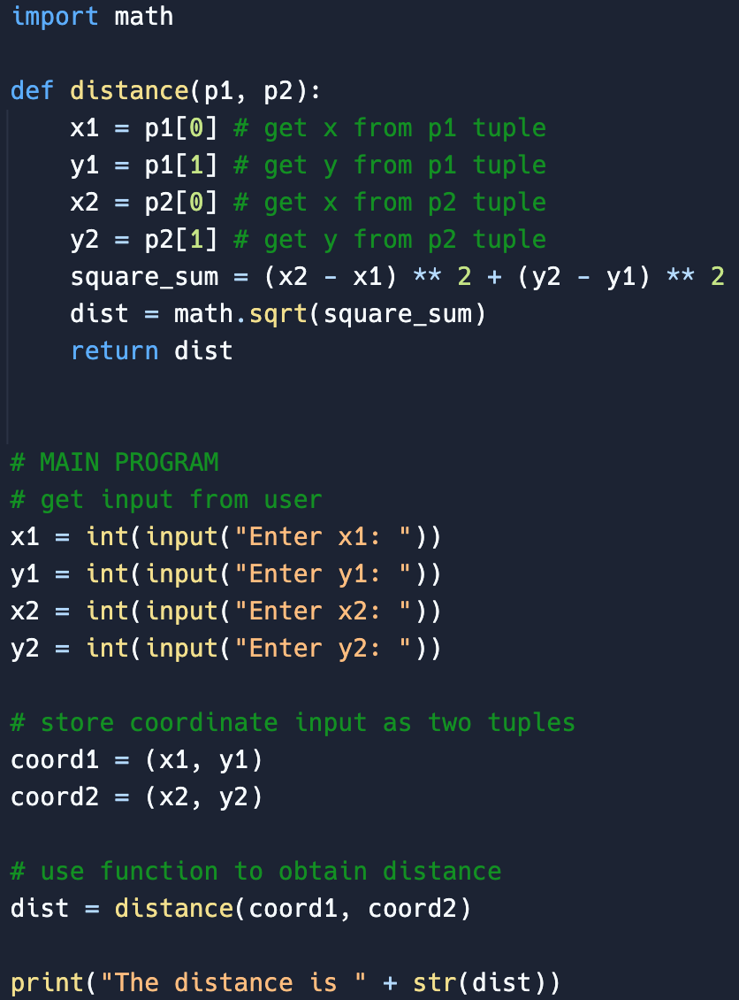 import math
def distance(p1, p2):
x1 = p1[0] # get x from p1 tuple
y1 = p1[1] # get y from p1 tuple
x2 = p2[0] # get x from p2 tuple
y2 = p2[1] # get y from p2 tuple
square_sum = (x2 - x1) ** 2 + (y2 - y1) ** 2
dist = math.sqrt(square_sum)
return dist
# MAIN PROGRAM
# get input from user
x1 = int(input("Enter x1: "))
y1 = int(input("Enter y1: "))
x2 = int(input("Enter x2: "))
y2 = int(input("Enter y2: "))
# store coordinate input as two tuples
coord1 = (x1, y1)
coord2 = (x2, y2)
# use function to obtain distance
dist = distance(coord1, coord2)
print("The distance is " + str(dist))